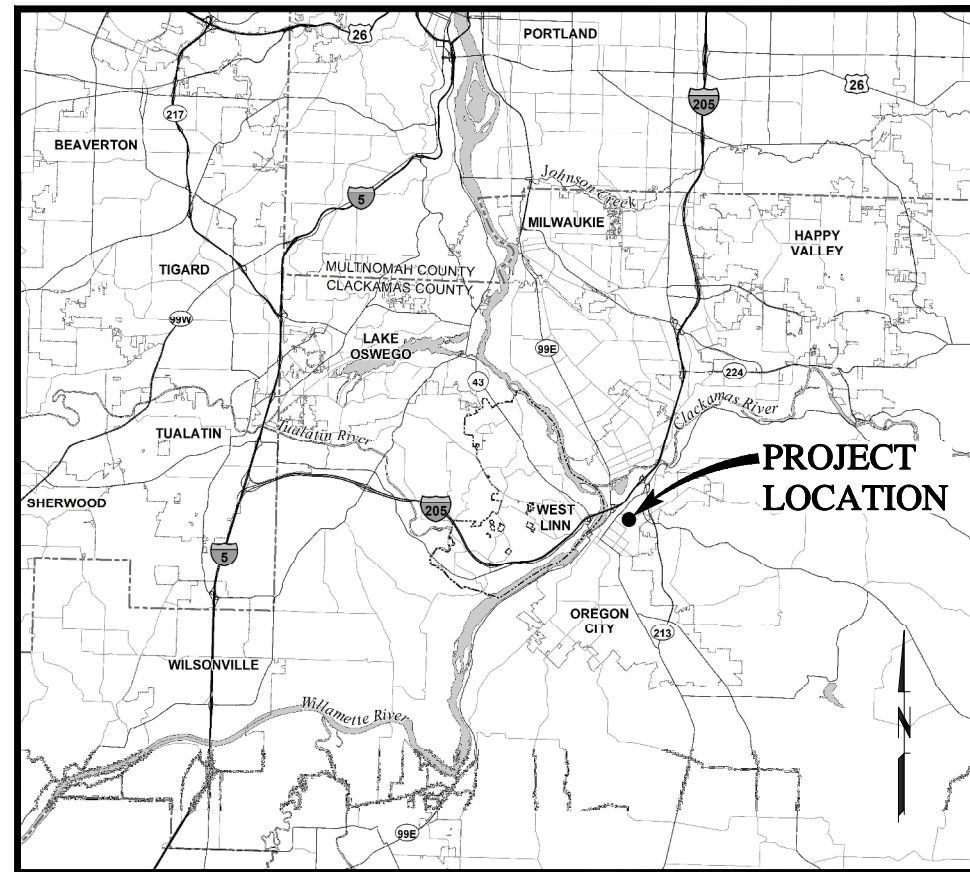 26
PORTLAND
26
205
217
BEAVERTON
Johnson Creek
5
MILWAUKIE
HAPPY
VALLEY
TIGARD
MULTNOMAH COUNTY
CLACKAMAS COUNTY
99W
LAKE
OSWEGO
99E
224
43
Clackamas River
TUALATIN
Tualatin River
PROJECT
LOCATION
SHERWOOD
205
WEST
LINN
5
OREGON
CITY
213
WILSONVILLE
N
Willamette River
99E